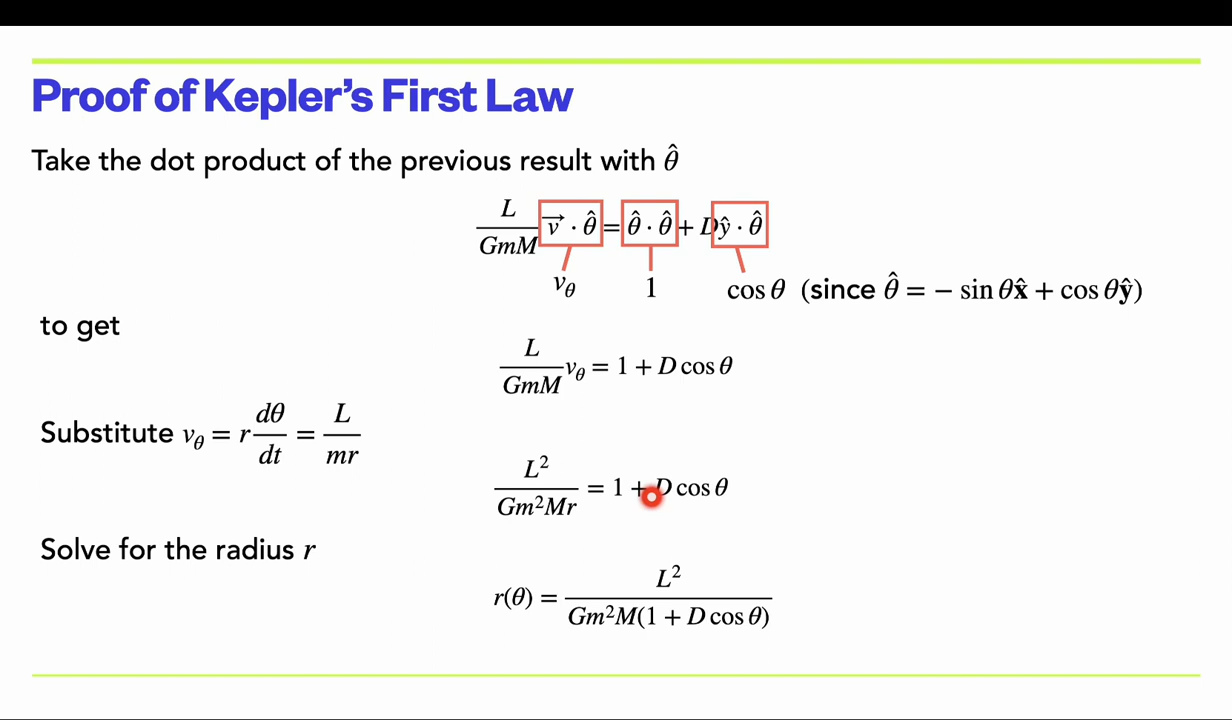 Proof of Kepler's First Law
Take the dot product of the previous result with θ̂
L/GmM v⃗ · θ̂ = θ̂ · θ̂ + Dŷ · θ̂
v_θ 1 cos θ (since θ̂ = − sin θx̂ + cos θŷ)
to get
L/GmM v_θ = 1 + D cos θ
Substitute v_θ = r dθ/dt = L/mr
L²/Gm²Mr = 1 + D cos θ
Solve for the radius r
r(θ) = L²/Gm²M(1 + D cos θ)